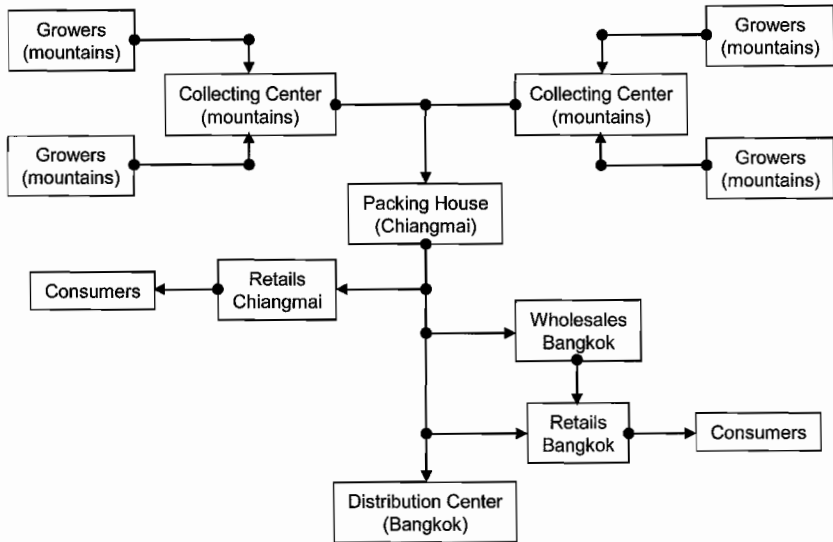 Growers
(mountains)
Growers
(mountains)
Collecting Center
(mountains)
Collecting Center
(mountains)
Growers
(mountains)
Growers
(mountains)
Packing House
(Chiangmai)
Consumers
Retails
Chiangmai
Wholesales
Bangkok
Retails
Bangkok
Consumers
Distribution Center
(Bangkok)